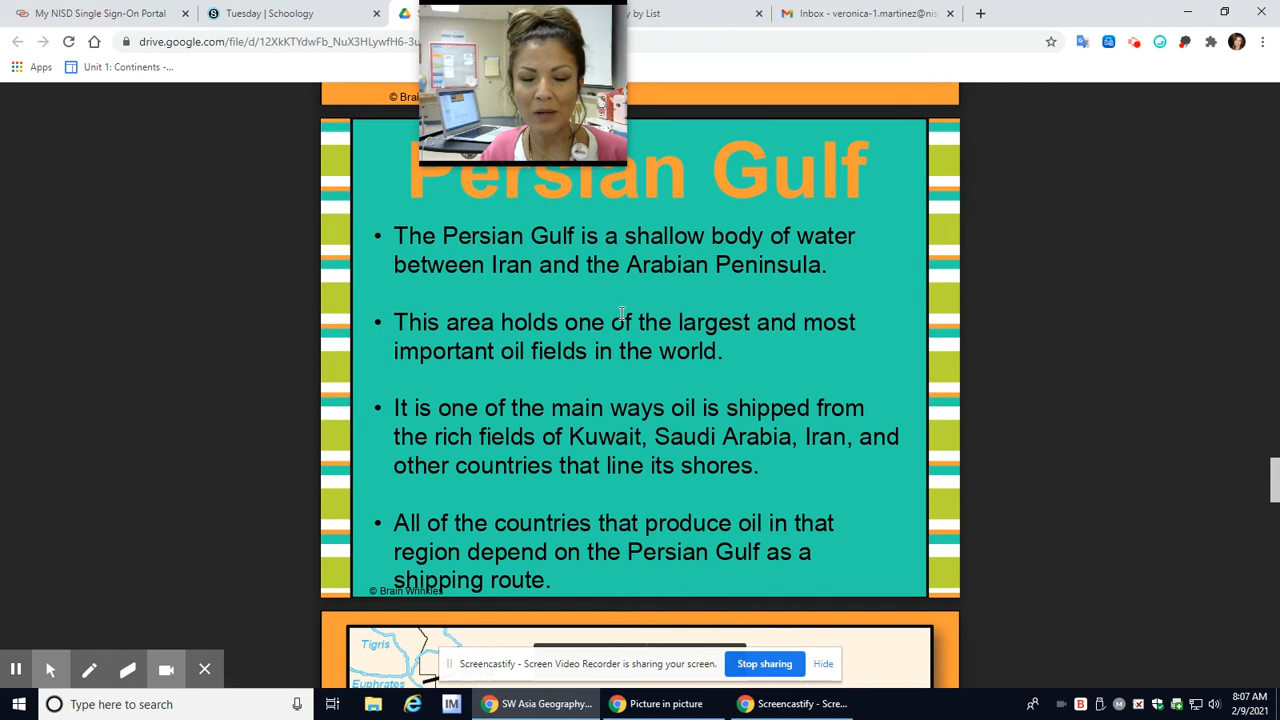 My NISD - The Simple Sign
Tuesday Schoology
by List
Inbox - veronica-1.martinez@nis
drive.google.com/file/d/12XkKTYdwFb_NuX3HLywfH6-3u
Apps
Unit 1: Continents -...
© Brai
Persian Gulf
• The Persian Gulf is a shallow body of water
between Iran and the Arabian Peninsula.
• This area holds one of the largest and most
important oil fields in the world.
• It is one of the main ways oil is shipped from
the rich fields of Kuwait, Saudi Arabia, Iran, and
other countries that line its shores.
• All of the countries that produce oil in that
region depend on the Persian Gulf as a
shipping route.
© Brain Wrinkles
Tigris
Euphrates
Screencastify - Screen Video Recorder is sharing your screen.
Stop sharing
Hide
Type here to search
IM
SW Asia Geography...
Picture in picture
Screencastify - Scre...
8:07 AM
2/9/2021